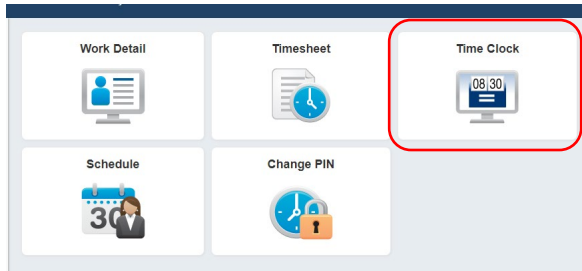 Work Detail
Timesheet
Time Clock
08 30
Schedule
Change PIN
30